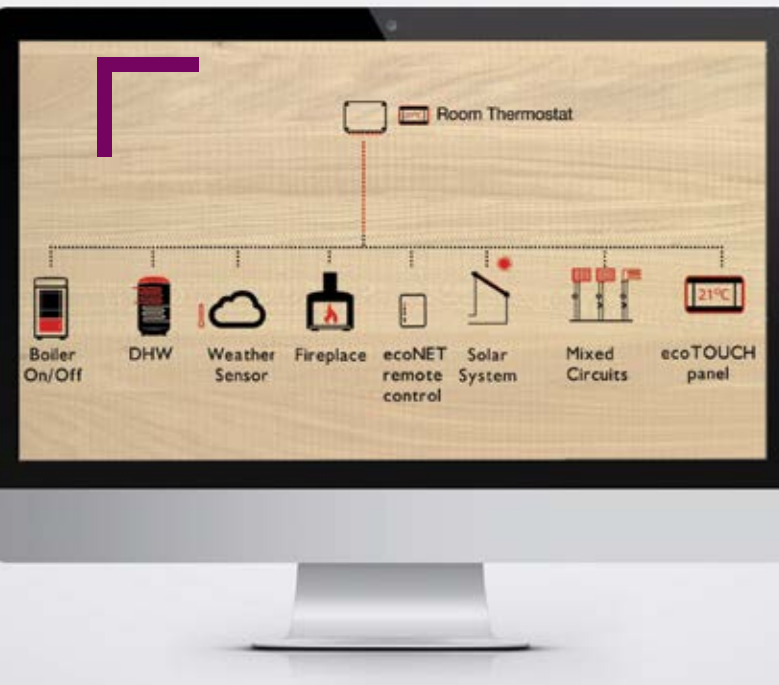 Room Thermostat
Boiler
On/Off
DHW
Weather
Sensor
Fireplace
ecoNET
remote
control
Solar
System
Mixed
Circuits
21°C
ecoTOUCH
panel